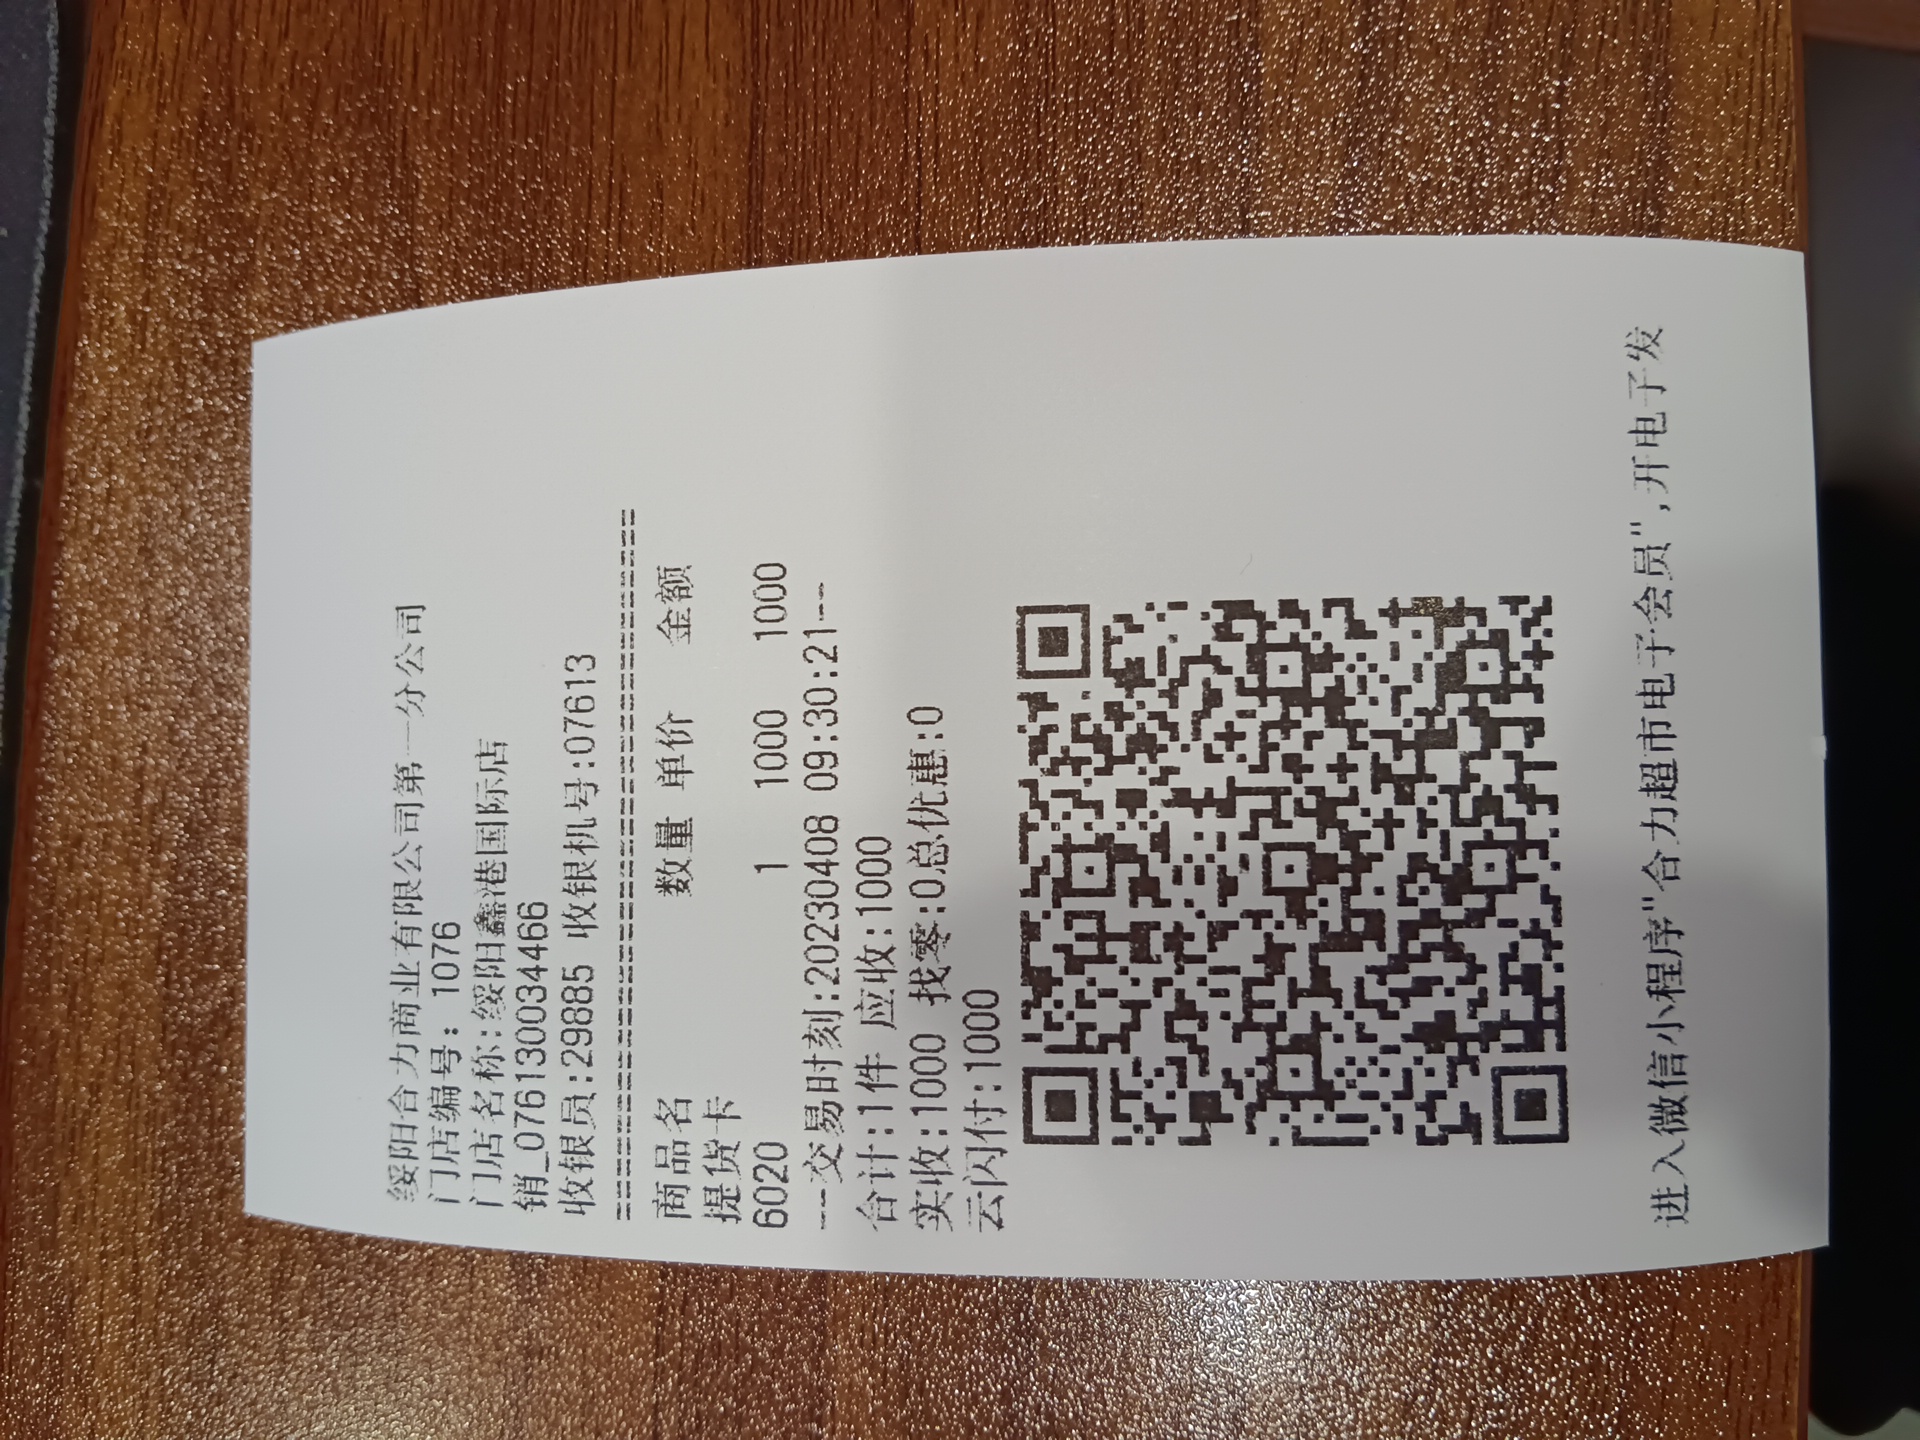 绥阳合力商业有限公司第一分公司
门店编号: 1076
门店名称:绥阳鑫港国际店
销_0761300034466
收银员:29885 收银机号:07613
========================================
商品名 数量 单价 金额
提货卡
6020 1 1000 1000
--交易时刻:20230408 09:30:21--
合计:1件 应收:1000
实收:1000 找零:0总优惠:0
云闪付:1000
进入微信小程序"合力超市电子会员",开电子发